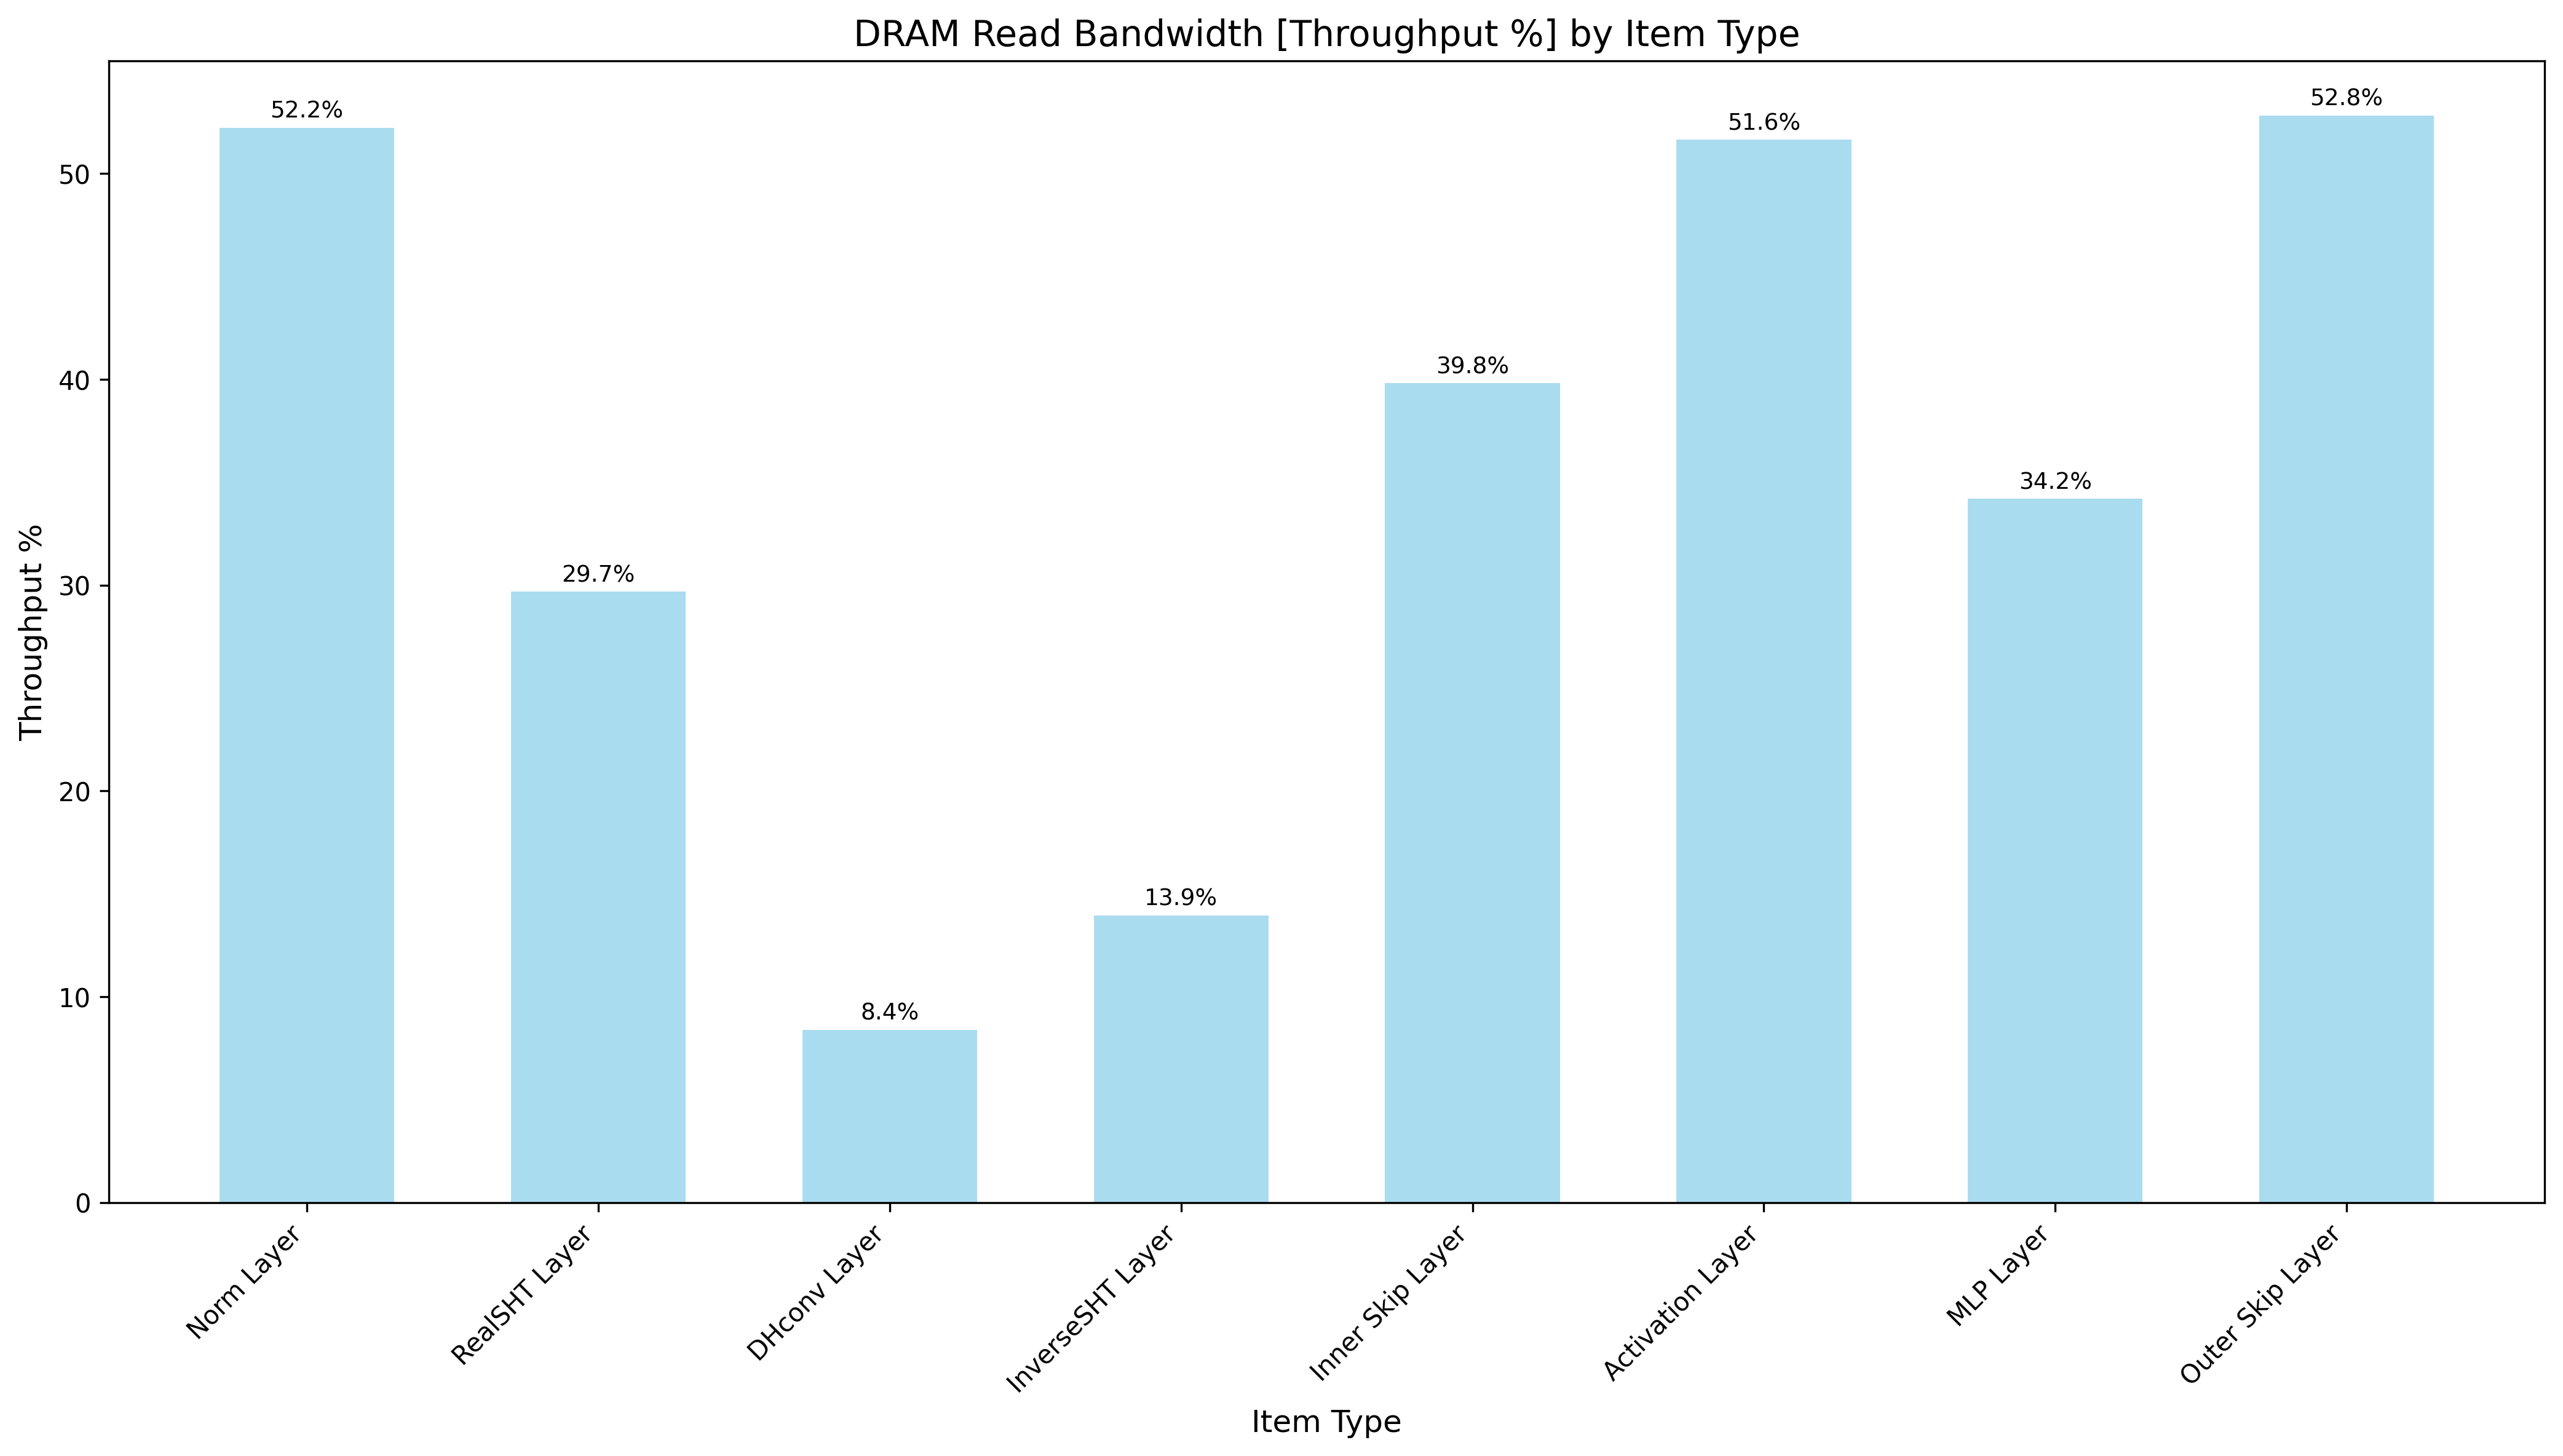 DRAM Read Bandwidth [Throughput %] by Item Type
Throughput %
50
40
30
20
10
0
52.2%
29.7%
8.4%
13.9%
39.8%
51.6%
34.2%
52.8%
Norm Layer
RealSHT Layer
DHconv Layer
InverseSHT Layer
Inner Skip Layer
Activation Layer
MLP Layer
Outer Skip Layer
Item Type